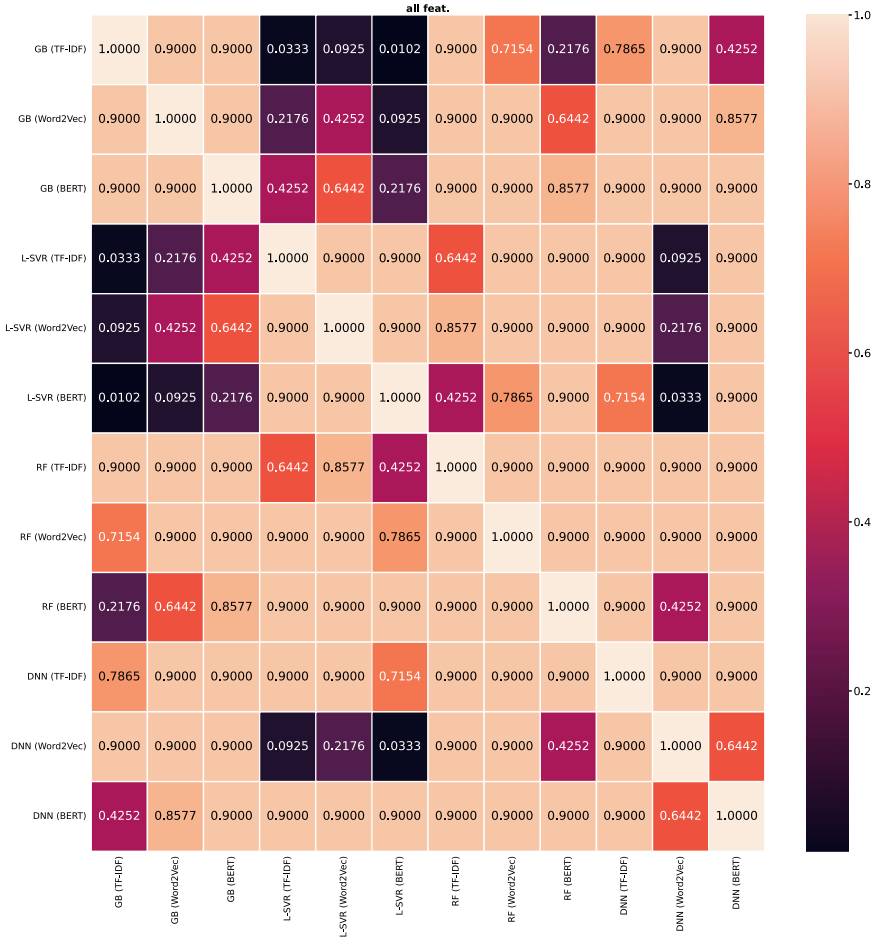 all feat.
GB (TF-IDF) 1.0000 0.9000 0.9000 0.0333 0.0925 0.0102 0.9000 0.7154 0.2176 0.7865 0.9000 0.4252
GB (Word2Vec) 0.9000 1.0000 0.9000 0.2176 0.4252 0.0925 0.9000 0.9000 0.6442 0.9000 0.9000 0.8577
GB (BERT) 0.9000 0.9000 1.0000 0.4252 0.6442 0.2176 0.9000 0.9000 0.8577 0.9000 0.9000 0.9000
L-SVR (TF-IDF) 0.0333 0.2176 0.4252 1.0000 0.9000 0.9000 0.6442 0.9000 0.9000 0.9000 0.0925 0.9000
L-SVR (Word2Vec) 0.0925 0.4252 0.6442 0.9000 1.0000 0.9000 0.8577 0.9000 0.9000 0.9000 0.2176 0.9000
L-SVR (BERT) 0.0102 0.0925 0.2176 0.9000 0.9000 1.0000 0.4252 0.7865 0.9000 0.7154 0.0333 0.9000
RF (TF-IDF) 0.9000 0.9000 0.9000 0.6442 0.8577 0.4252 1.0000 0.9000 0.9000 0.9000 0.9000 0.9000
RF (Word2Vec) 0.7154 0.9000 0.9000 0.9000 0.9000 0.7865 0.9000 1.0000 0.9000 0.9000 0.9000 0.9000
RF (BERT) 0.2176 0.6442 0.8577 0.9000 0.9000 0.9000 0.9000 0.9000 1.0000 0.9000 0.4252 0.9000
DNN (TF-IDF) 0.7865 0.9000 0.9000 0.9000 0.9000 0.7154 0.9000 0.9000 0.9000 1.0000 0.9000 0.9000
DNN (Word2Vec) 0.9000 0.9000 0.9000 0.0925 0.2176 0.0333 0.9000 0.9000 0.4252 0.9000 1.0000 0.6442
DNN (BERT) 0.4252 0.8577 0.9000 0.9000 0.9000 0.9000 0.9000 0.9000 0.9000 0.9000 0.6442 1.0000
GB (TF-IDF)
GB (Word2Vec)
GB (BERT)
L-SVR (TF-IDF)
L-SVR (Word2Vec)
L-SVR (BERT)
RF (TF-IDF)
RF (Word2Vec)
RF (BERT)
DNN (TF-IDF)
DNN (Word2Vec)
DNN (BERT)
1.0
0.8
0.6
0.4
0.2